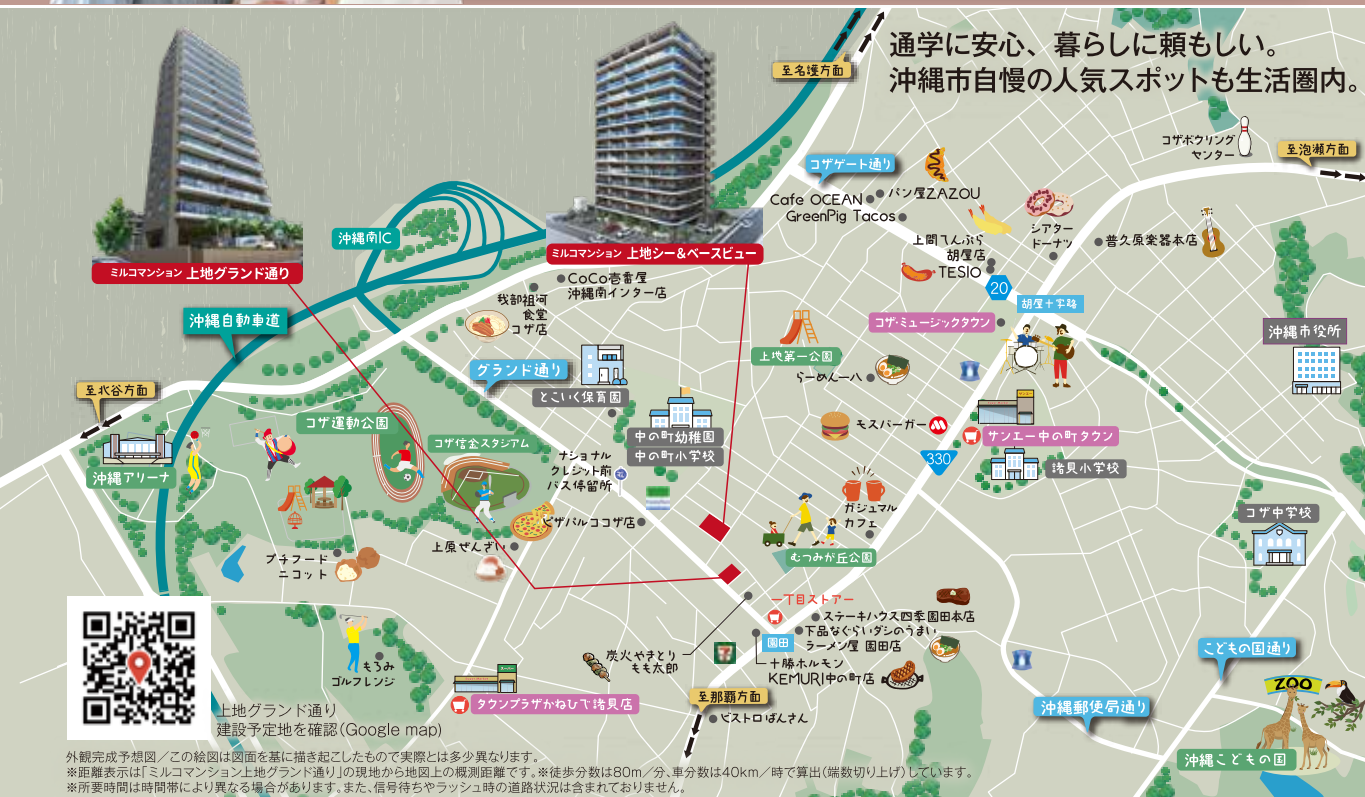 通学に安心、暮らしに頼もしい。
沖縄市自慢の人気スポットも生活圏内。
至名護方面
コザボウリング
センター
至泡瀬方面
コザゲート通り
パン屋ZAZOU
Cafe OCEAN
GreenPig Tacos
シアター
ドーナツ
上間てんぷら
胡屋店
TESIO
普久原楽器本店
20
胡屋十字路
沖縄南IC
ミルコマンション 上地グランド通り
ミルコマンション 上地シー&ベースビュー
CoCo壱番屋
沖縄南インター店
我部祖河
食堂
コザ店
沖縄自動車道
コザ・ミュージックタウン
沖縄市役所
上地第一公園
らーめん一八
グランド通り
とこいく保育園
至北谷方面
コザ運動公園
コザ信金スタジアム
中の町幼稚園
中の町小学校
モスバーガー
サンエー中の町タウン
330
諸見小学校
沖縄アリーナ
ナショナル
クレジット前
バス停留所
ピザパルココザ店
ガジュマル
カフェ
コザ中学校
上原ぜんざい
プチフード
ニコット
むつみが丘公園
一丁目ストアー
ステーキハウス四季園田本店
下品なぐらいダシのうまい
ラーメン屋 園田店
園田
十勝ホルモン
KEMURI中の町店
炭火やきとり
もも太郎
もろみ
ゴルフレンジ
タウンプラザかねひで諸見店
至那覇方面
ビストロばんさん
こどもの国通り
ZOO
沖縄郵便局通り
沖縄こどもの国
上地グランド通り
建設予定地を確認(Google map)
外観完成予想図/この絵図は図面を基に描き起こしたもので実際とは多少異なります。
※距離表示は「ミルコマンション上地グランド通り」の現地から地図上の概測距離です。※徒歩分数は80m/分、車分数は40km/時で算出(端数切り上げ)しています。
※所要時間は時間帯により異なる場合があります。また、信号待ちやラッシュ時の道路状況は含まれておりません。